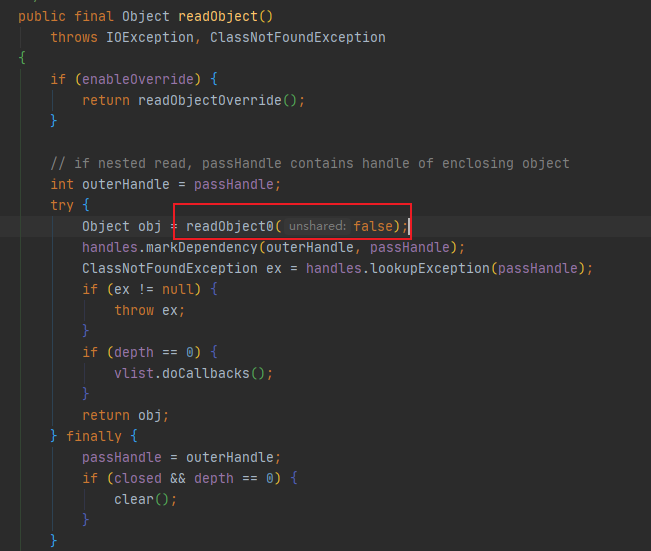 public final Object readObject()
throws IOException, ClassNotFoundException
{
if (enableOverride) {
return readObjectOverride();
}
// if nested read, passHandle contains handle of enclosing object
int outerHandle = passHandle;
try {
Object obj = readObject0( unshared: false);
handles.markDependency(outerHandle, passHandle);
ClassNotFoundException ex = handles.lookupException(passHandle);
if (ex != null) {
throw ex;
}
if (depth == 0) {
vlist.doCallbacks();
}
return obj;
} finally {
passHandle = outerHandle;
if (closed && depth == 0) {
clear();
}
}